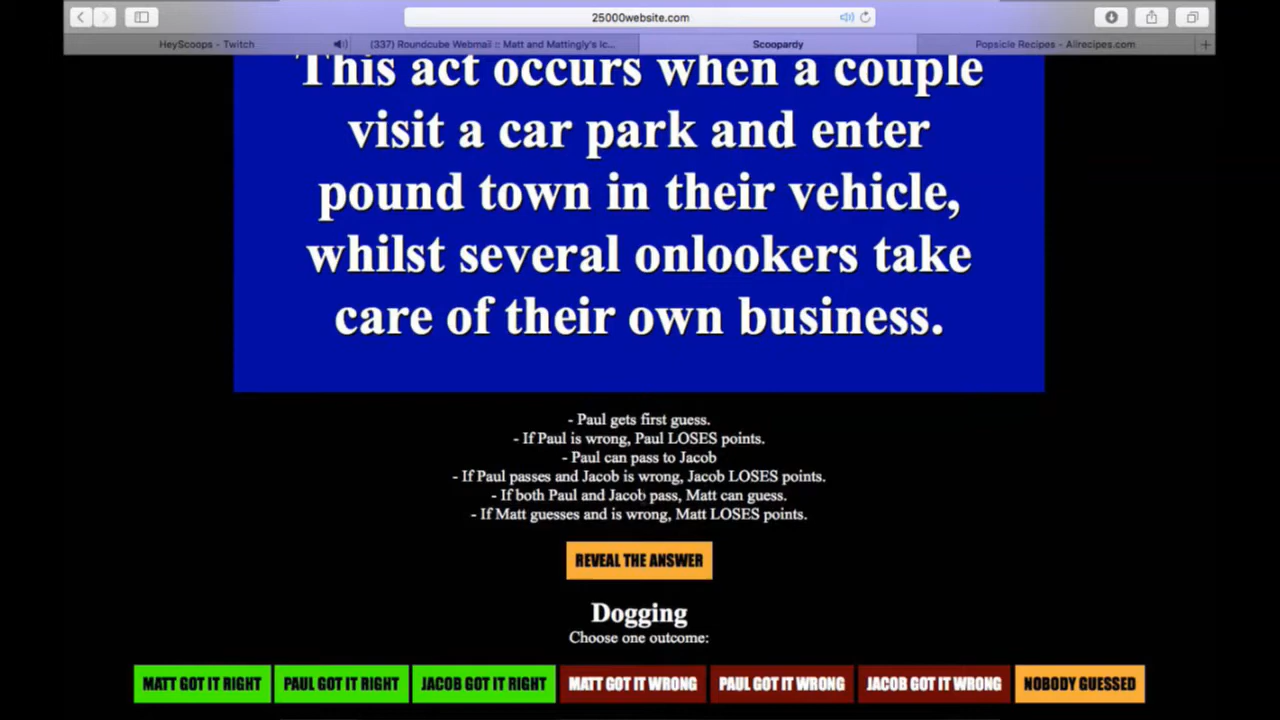 25000website.com
HeyScoops - Twitch
(337) Roundcube Webmail :: Matt and Mattingly's Ic...
Scoopardy
Popsicle Recipes - Allrecipes.com
This act occurs when a couple
visit a car park and enter
pound town in their vehicle,
whilst several onlookers take
care of their own business.
- Paul gets first guess.
- If Paul is wrong, Paul LOSES points.
- Paul can pass to Jacob
- If Paul passes and Jacob is wrong, Jacob LOSES points.
- If both Paul and Jacob pass, Matt can guess.
- If Matt guesses and is wrong, Matt LOSES points.
REVEAL THE ANSWER
Dogging
Choose one outcome:
MATT GOT IT RIGHT
PAUL GOT IT RIGHT
JACOB GOT IT RIGHT
MATT GOT IT WRONG
PAUL GOT IT WRONG
JACOB GOT IT WRONG
NOBODY GUESSED